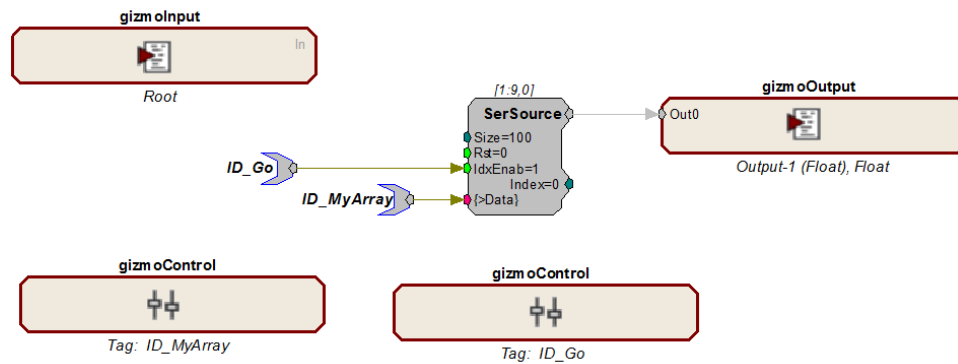 gizmoInput
In
Root
[1:9,0]
SerSource
Size=100
Rst=0
IdxEnab=1
Index=0
{>Data}
ID_Go
ID_MyArray
gizmoOutput
Out0
Output-1 (Float), Float
gizmoControl
Tag: ID_MyArray
gizmoControl
Tag: ID_Go